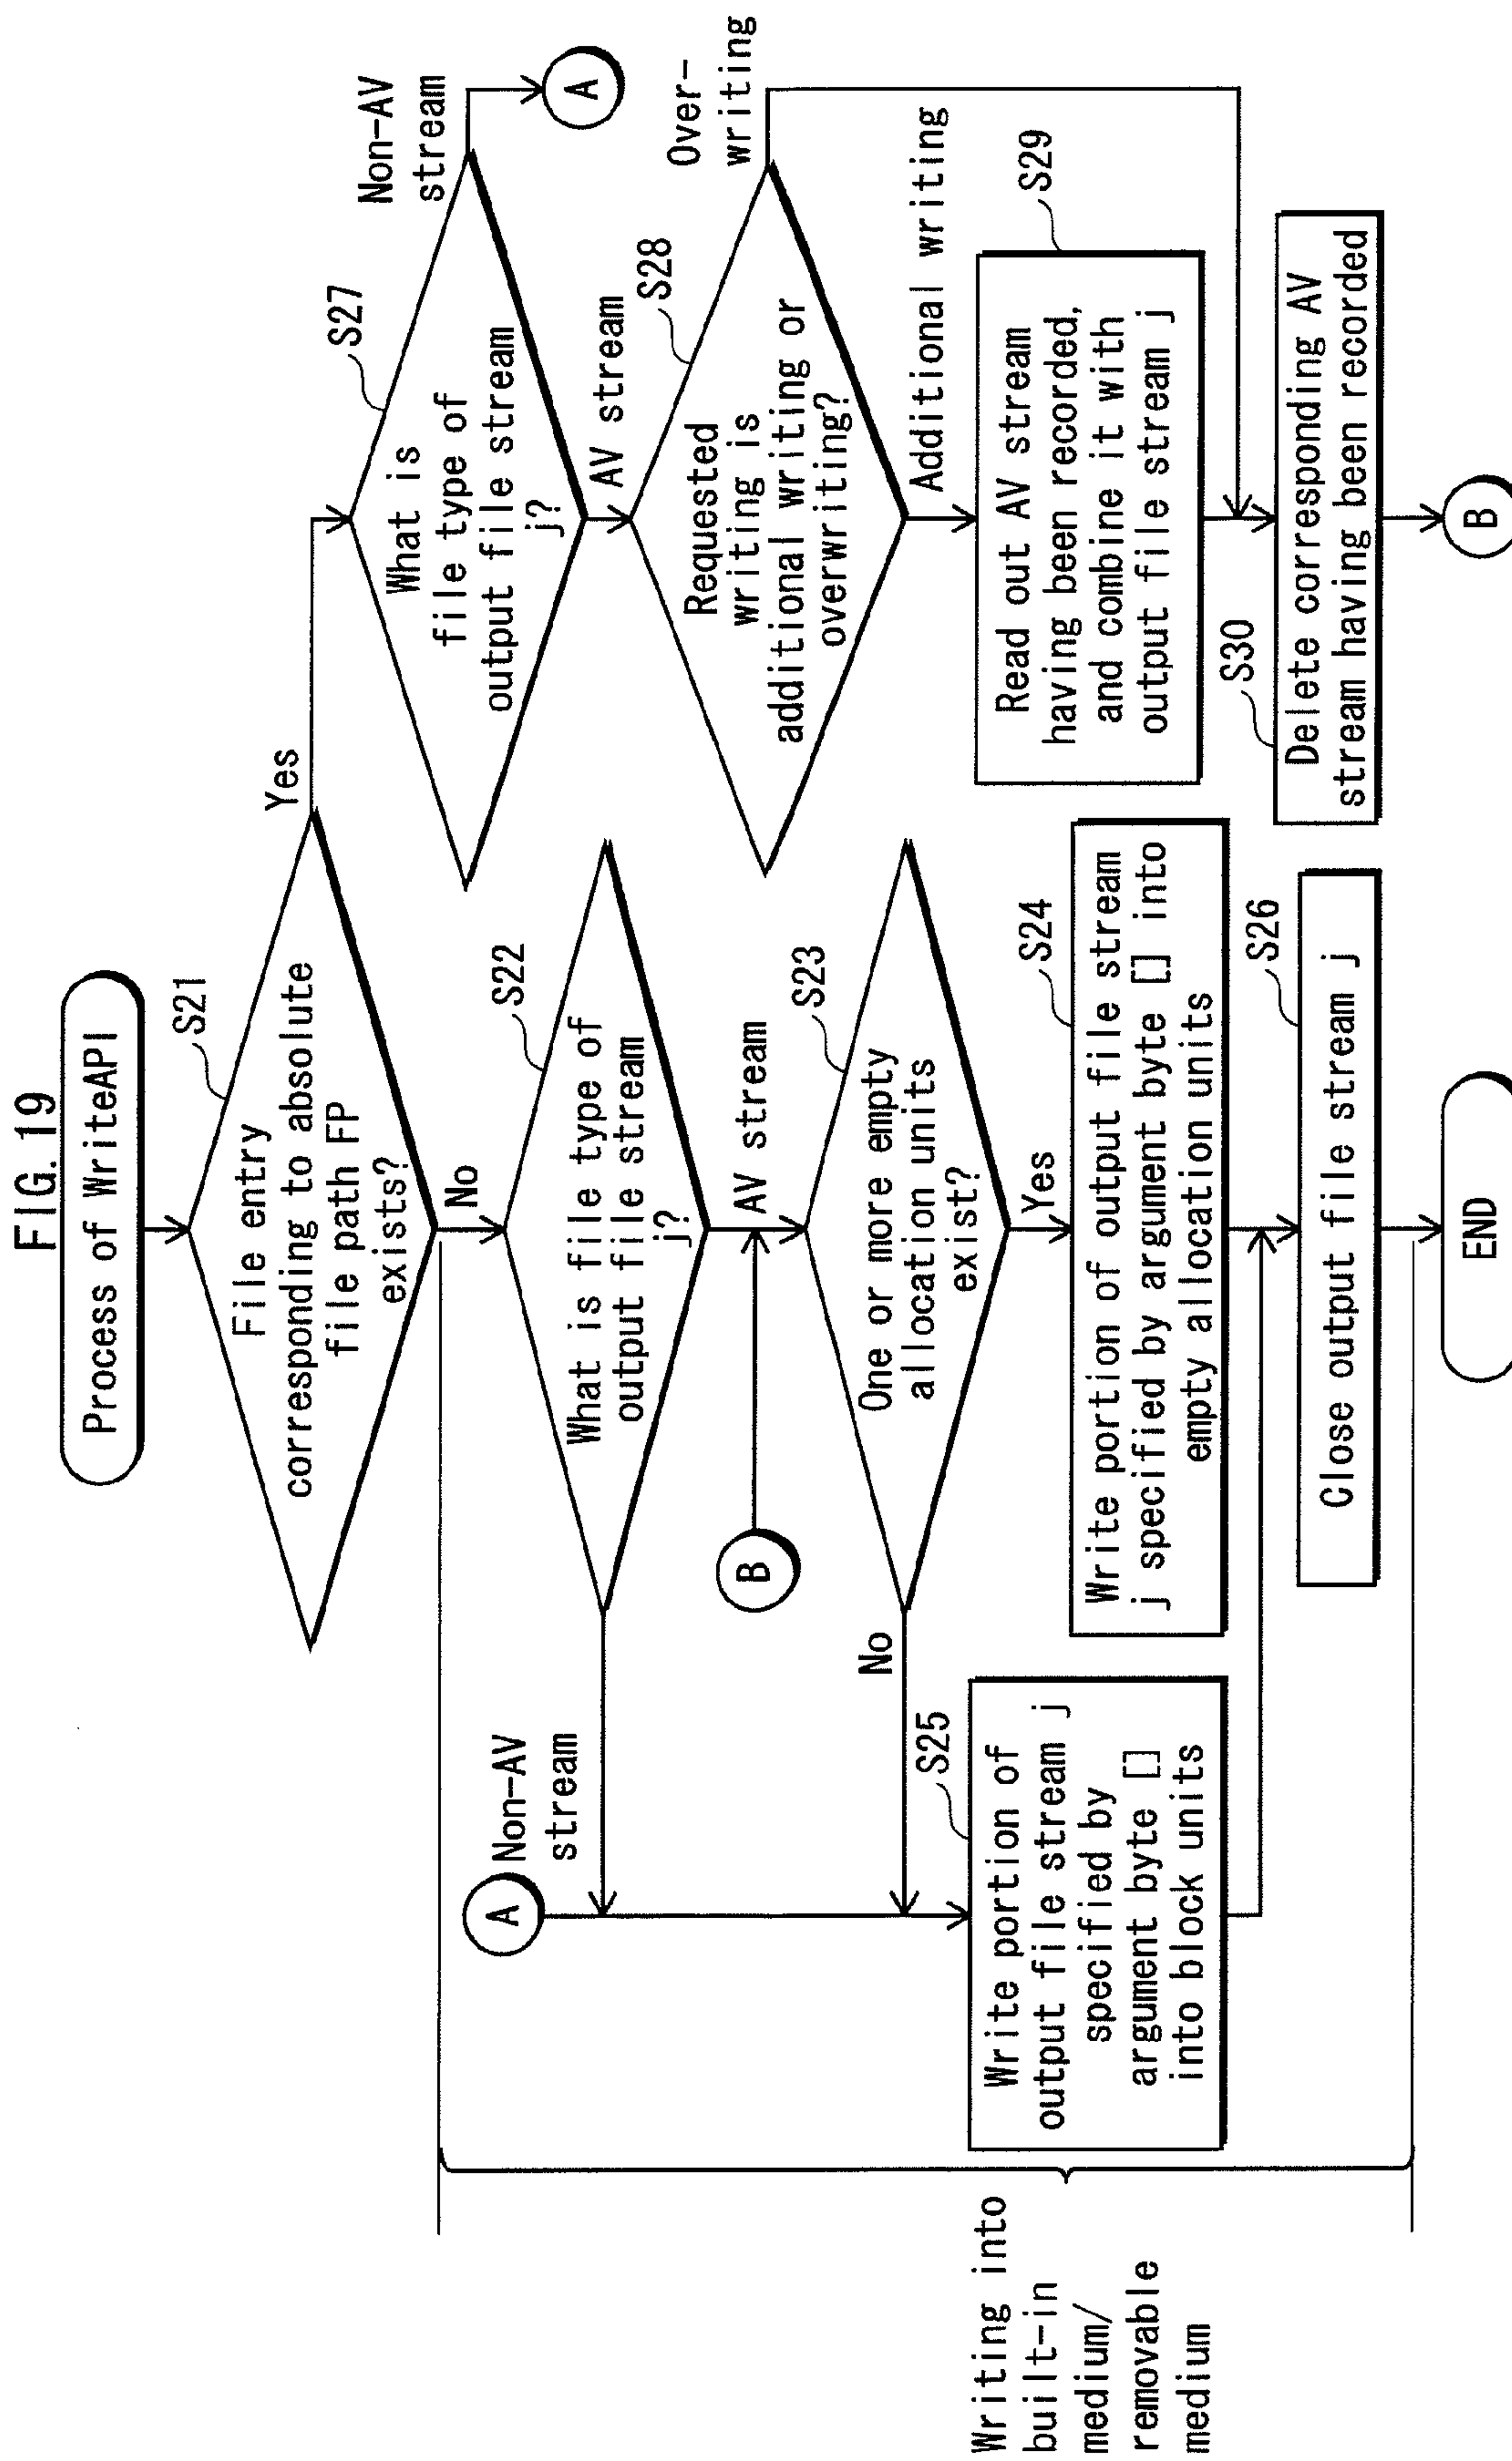 FIG. 19
Process of WriteAPI
S21
File entry
corresponding to absolute
file path FP
exists?
Yes
No
S22
What is file type of
output file stream
j?
A
Non-AV
stream
AV stream
B
S23
One or more empty
allocation units
exist?
No
Yes
S24
Write portion of output file stream
j specified by argument byte [] into
empty allocation units
S25
Write portion of
output file stream j
specified by
argument byte []
into block units
S26
Close output file stream j
END
Writing into
built-in
medium/
removable
medium
S27
What is
file type of
output file stream
j?
Non-AV
stream
A
AV stream
S28
Requested
writing is
additional writing or
overwriting?
Over-
writing
Additional writing
S29
Read out AV stream
having been recorded,
and combine it with
output file stream j
S30
Delete corresponding AV
stream having been recorded
B